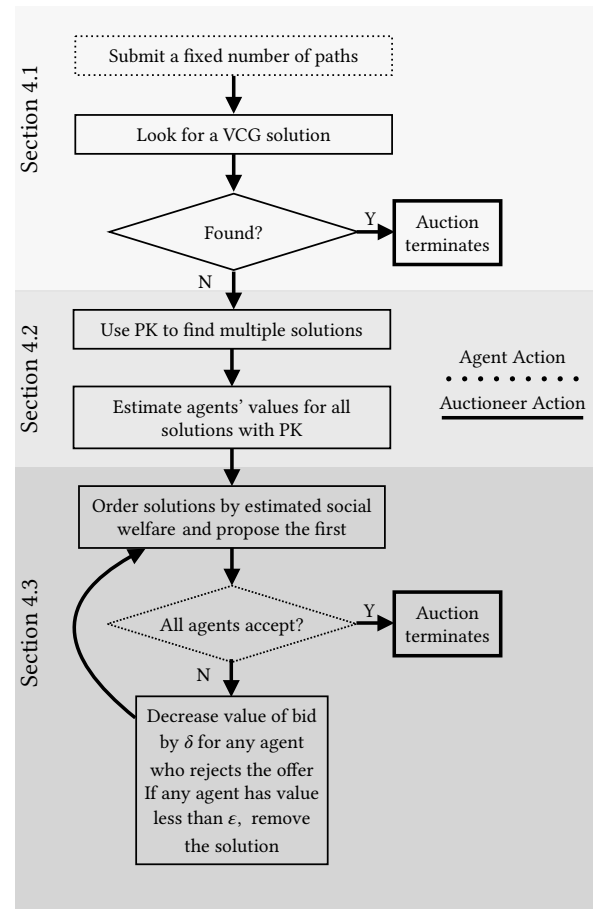 Section 4.1
Submit a fixed number of paths
Look for a VCG solution
Found?
Y
Auction
terminates
N
Section 4.2
Use PK to find multiple solutions
Estimate agents' values for all
solutions with PK
Agent Action
Auctioneer Action
Section 4.3
Order solutions by estimated social
welfare and propose the first
All agents accept?
Y
Auction
terminates
N
Decrease value of bid
by δ for any agent
who rejects the offer
If any agent has value
less than ε, remove
the solution